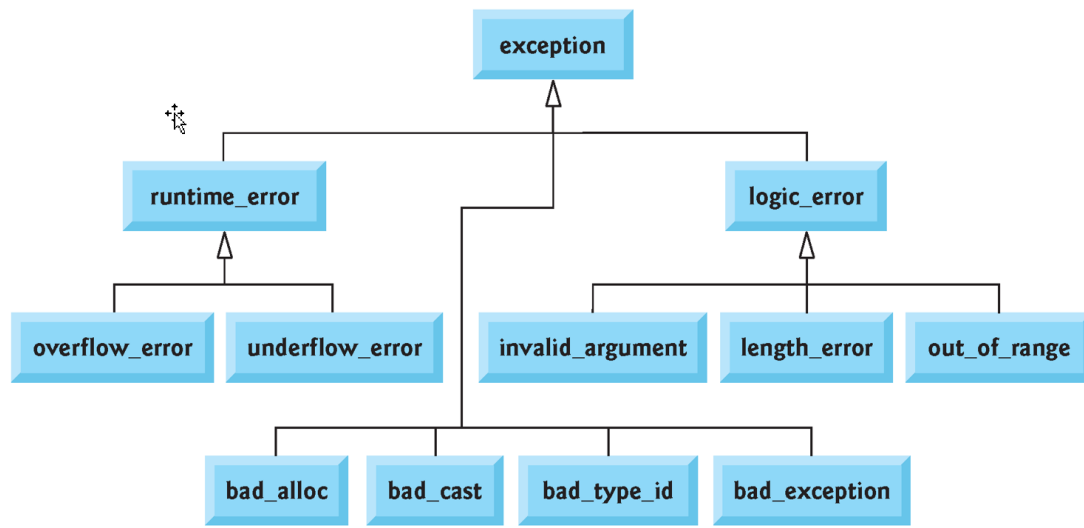 exception
runtime_error
logic_error
overflow_error
underflow_error
invalid_argument
length_error
out_of_range
bad_alloc
bad_cast
bad_type_id
bad_exception